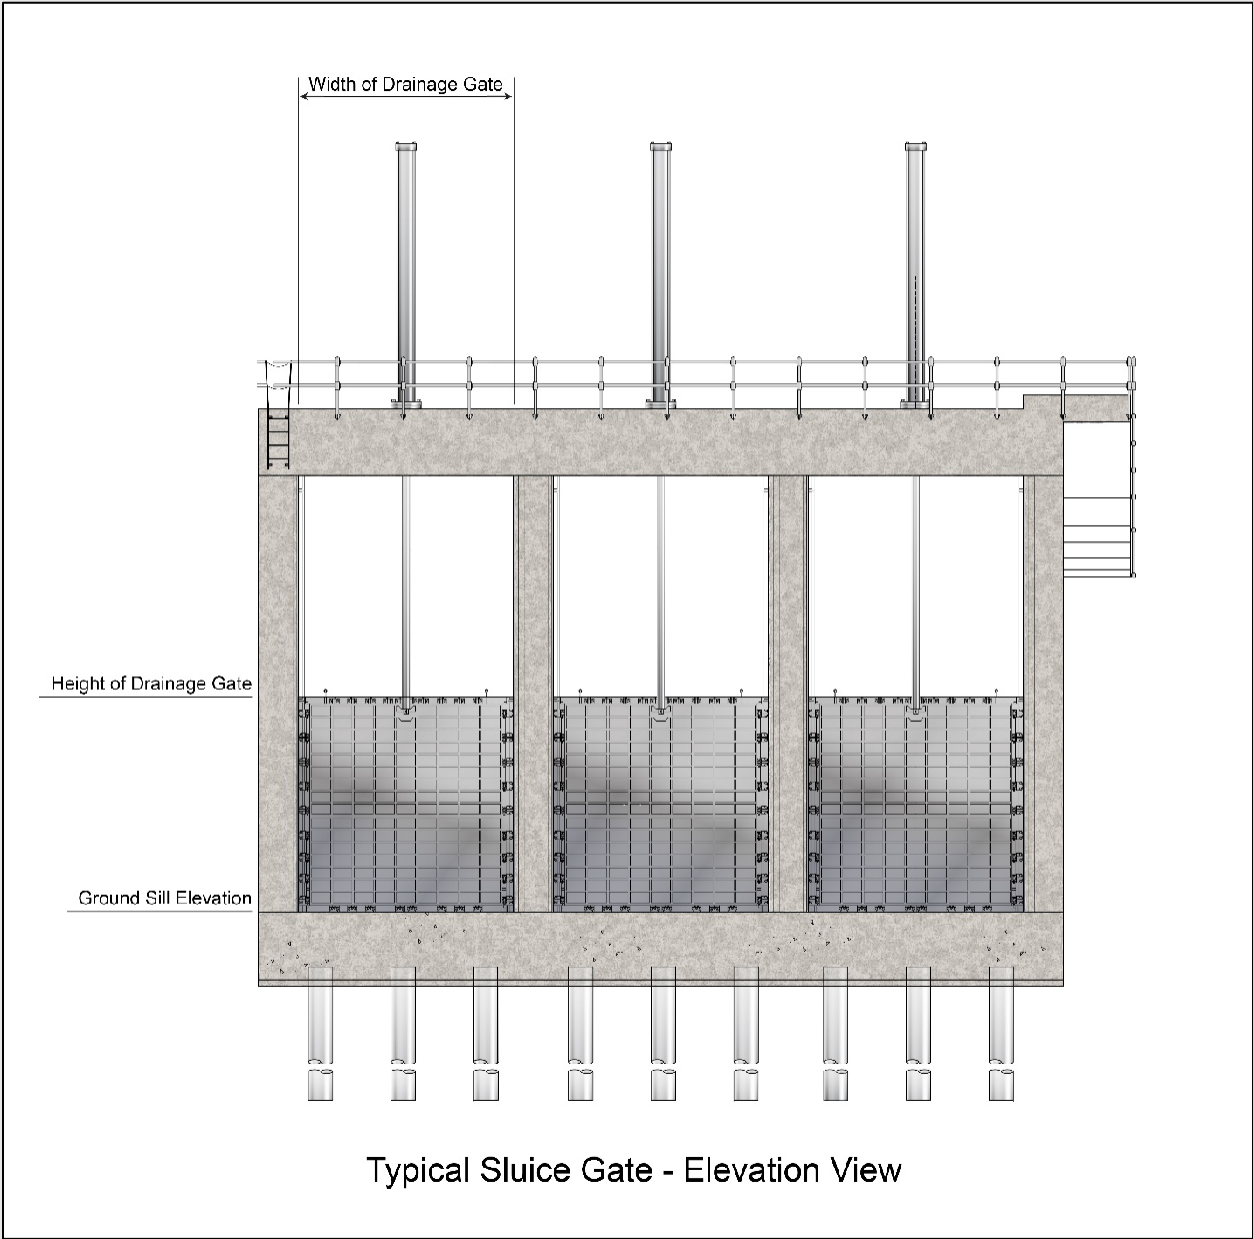 Width of Drainage Gate
Height of Drainage Gate
Ground Sill Elevation
Typical Sluice Gate - Elevation View